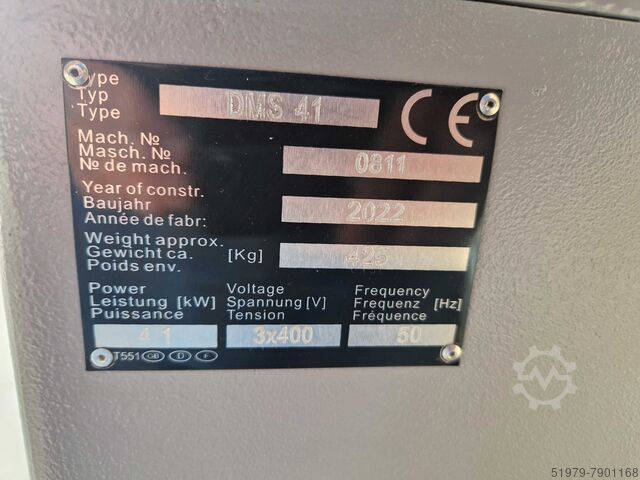 Type
Typ
Type
DMS 41
CE
Mach. №
Masch. №
№ de mach.
0811
Year of constr.
Baujahr
Année de fabr:
2022
Weight approx.
Gewicht ca. [Kg]
Poids env.
425
Power
Leistung [kW]
Puissance
Voltage
Spannung [V]
Tension
Frequency
Frequenz [Hz]
Fréquence
4.1
3x400
50
T551 GB D F
51979-7901168